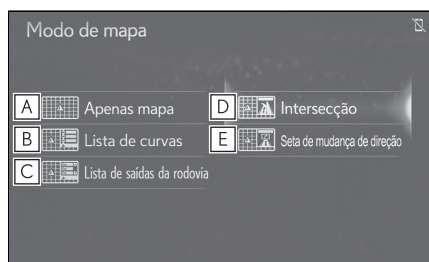 Modo de mapa
A Apenas mapa
B Lista de curvas
C Lista de saídas da rodovia
D Intersecção
E Seta de mudança de direção